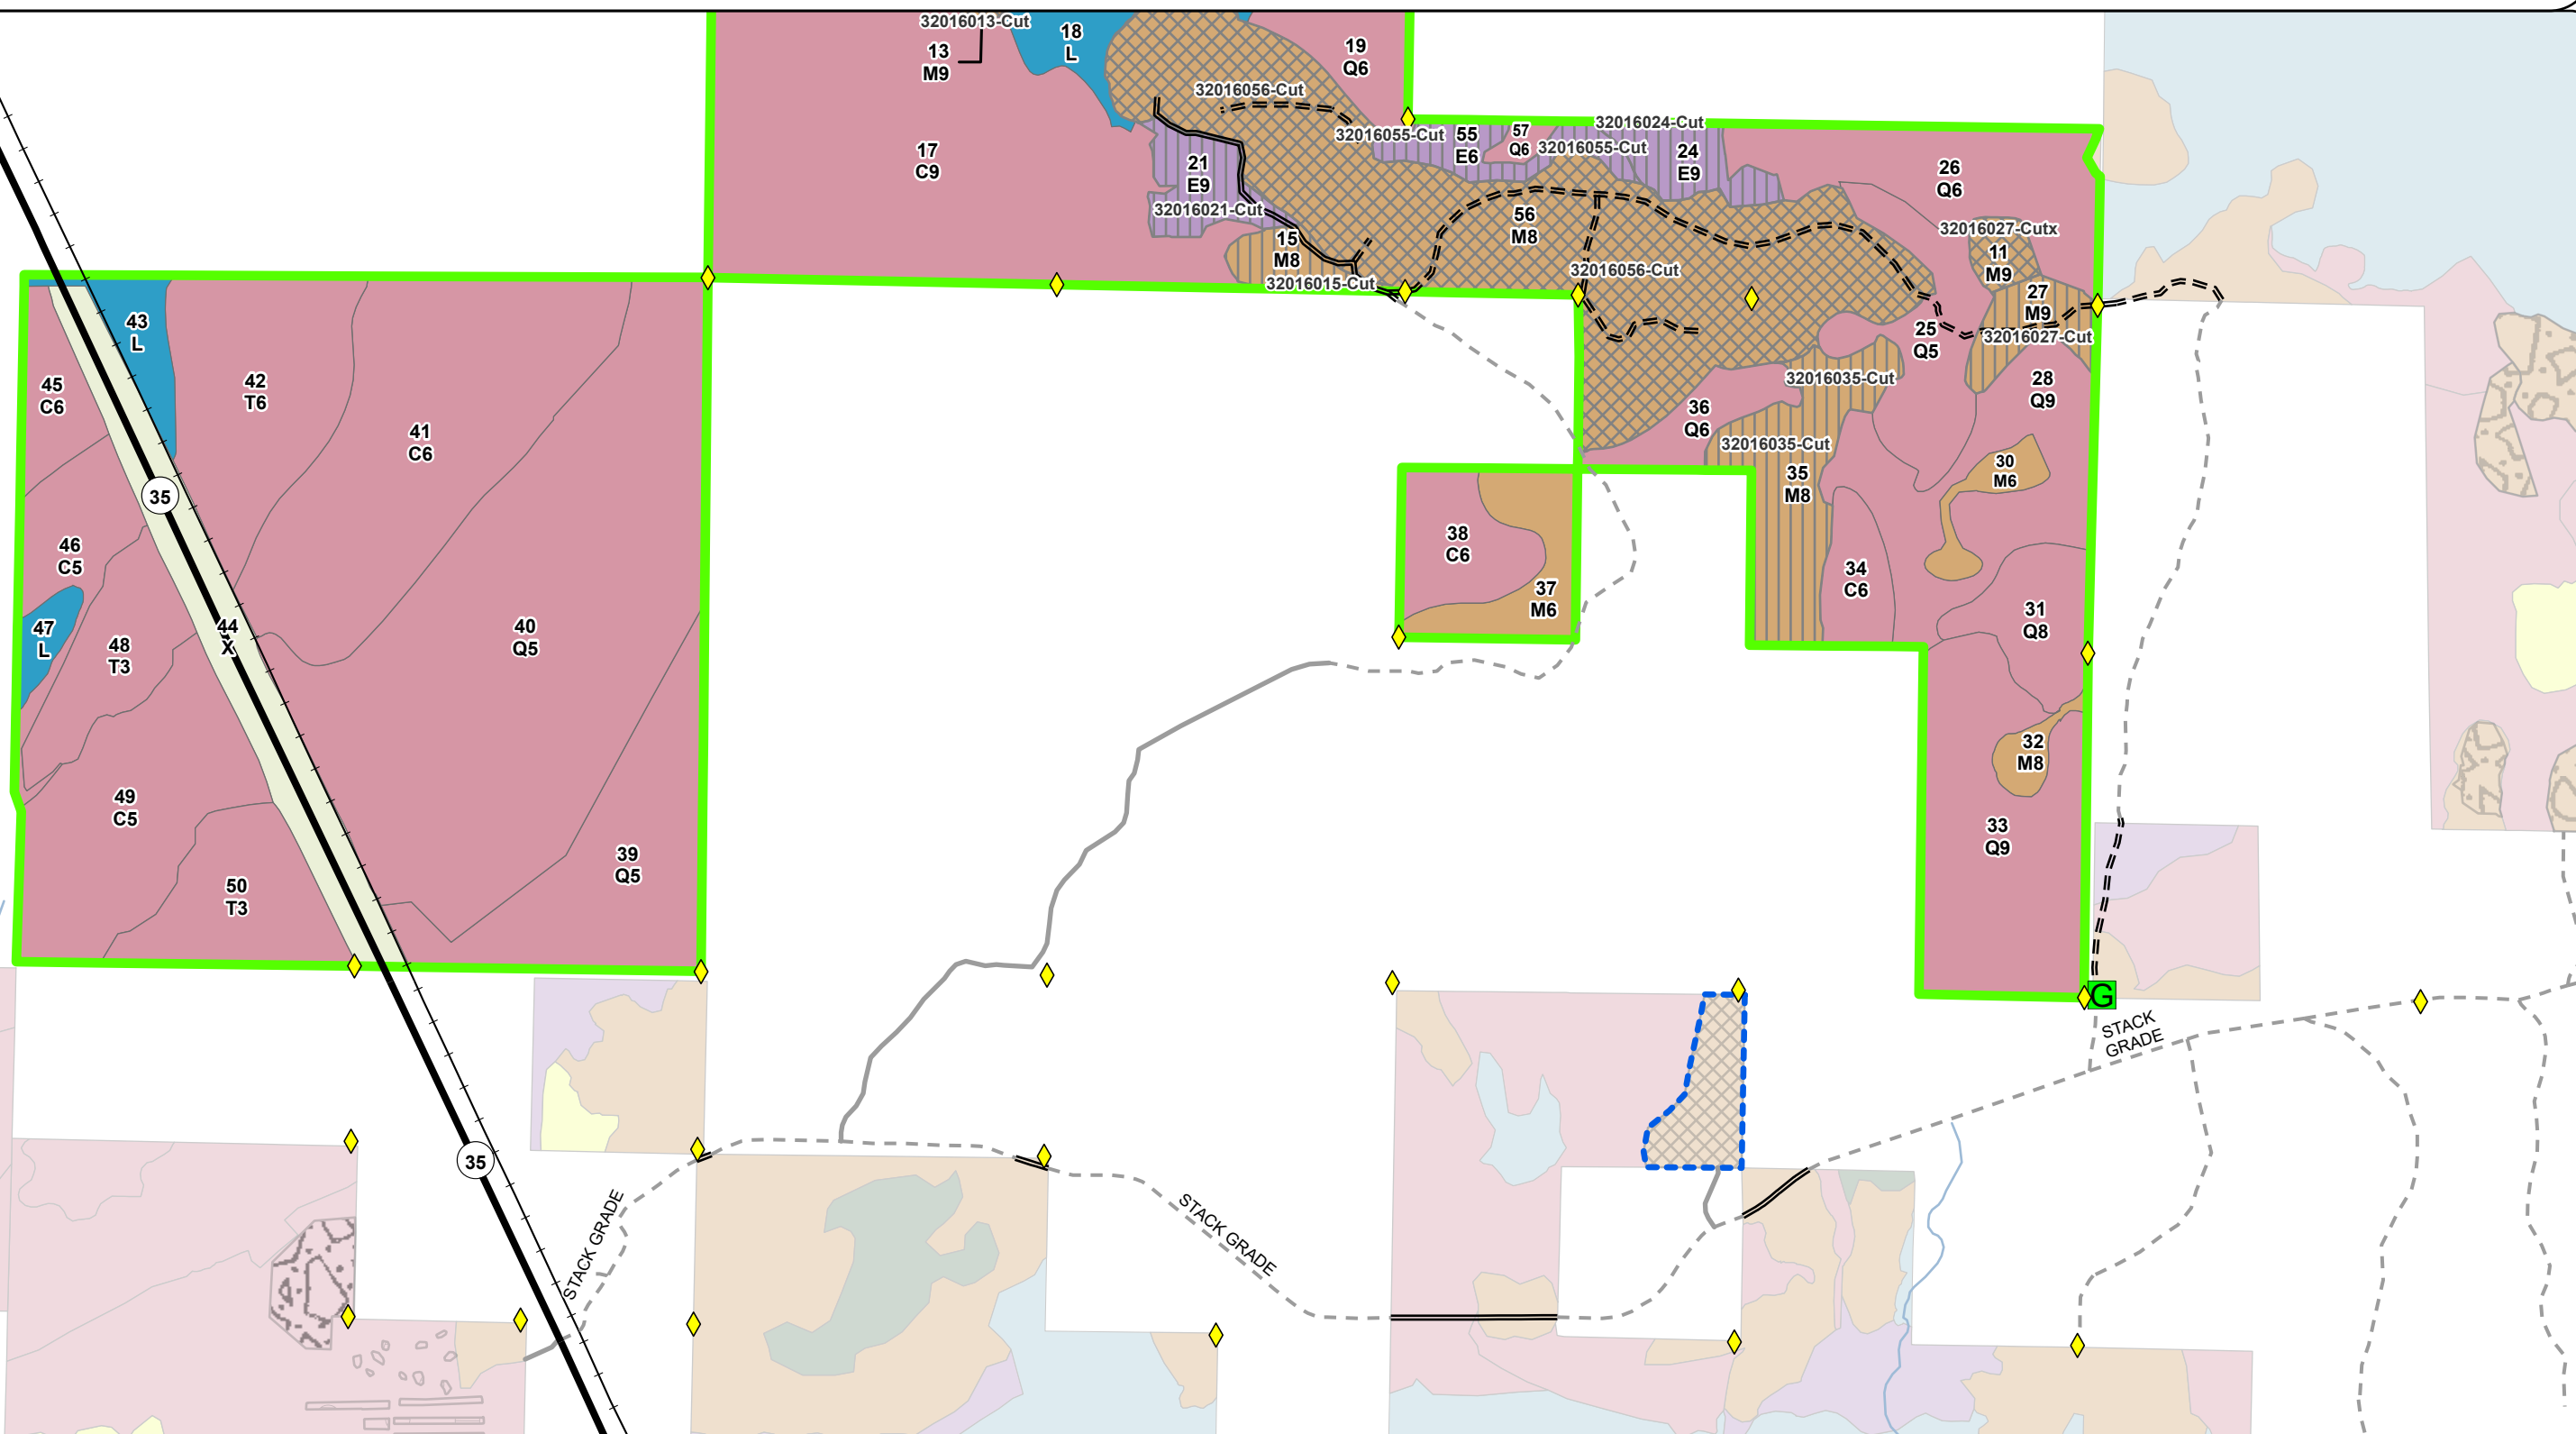 32016013-Cut
13
M9
18
L
19
Q6
32016056-Cut
17
C9
32016055-Cut
55
E6
57
Q6
32016055-Cut
32016024-Cut
24
E9
21
E9
32016021-Cut
26
Q6
56
M8
15
M8
32016015-Cut
32016056-Cut
32016027-Cutx
11
M9
27
M9
32016027-Cut
25
Q5
43
L
45
C6
42
T6
41
C6
32016035-Cut
28
Q9
36
Q6
32016035-Cut
35
M8
30
M6
35
46
C5
38
C6
37
M6
34
C6
31
Q8
47
L
48
T3
44
X
40
Q5
32
M8
49
C5
33
Q9
39
Q5
50
T3
G
STACK
GRADE
35
STACK GRADE
STACK GRADE